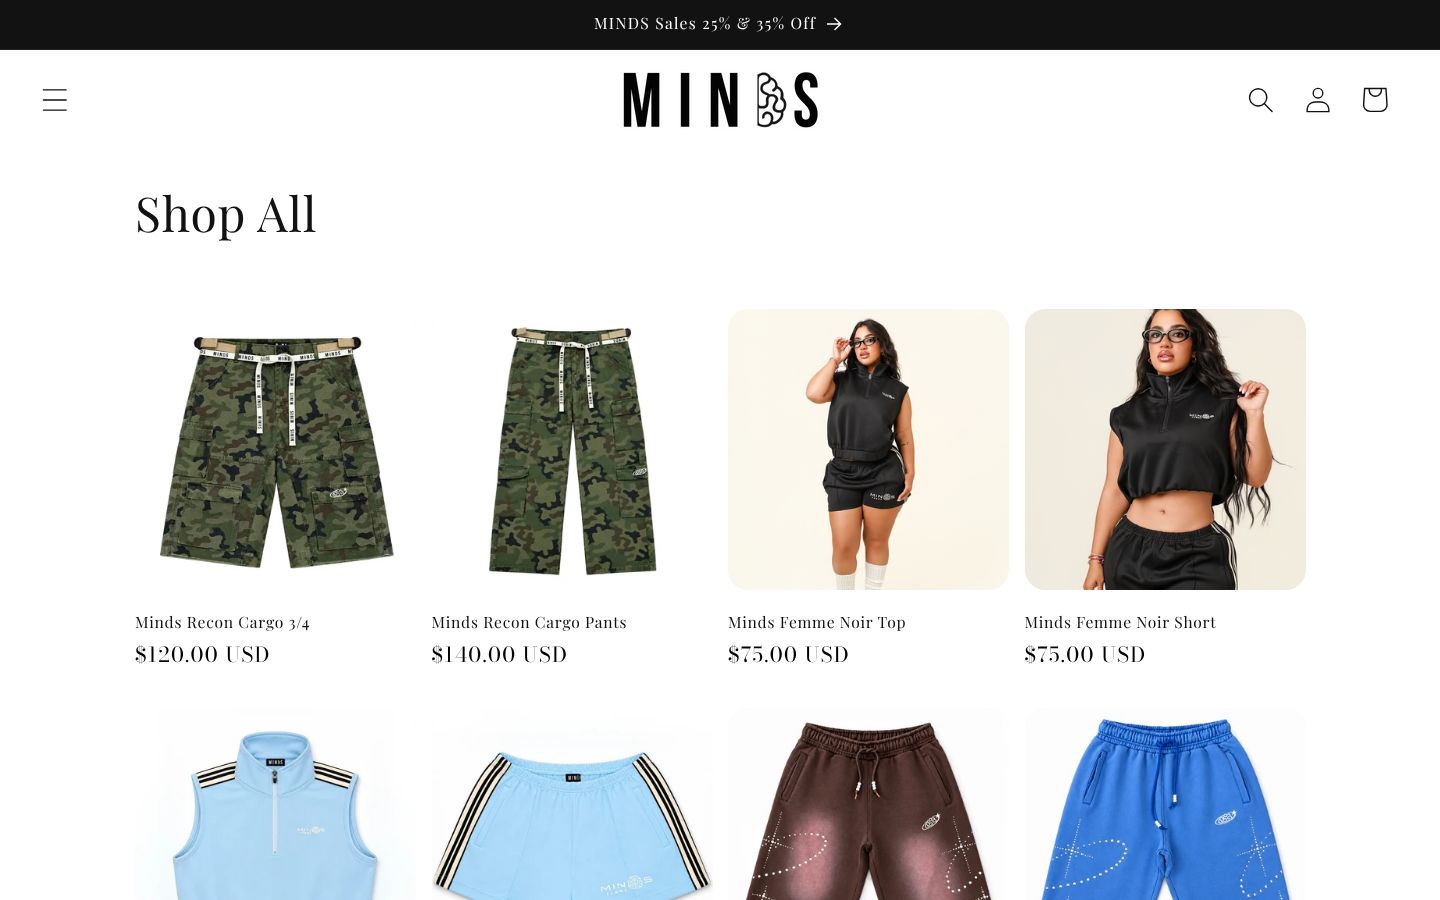 MINDS Sales 25% & 35% Off
MINDS
Shop All
Minds Recon Cargo 3/4
$120.00 USD
Minds Recon Cargo Pants
$140.00 USD
Minds Femme Noir Top
$75.00 USD
Minds Femme Noir Short
$75.00 USD